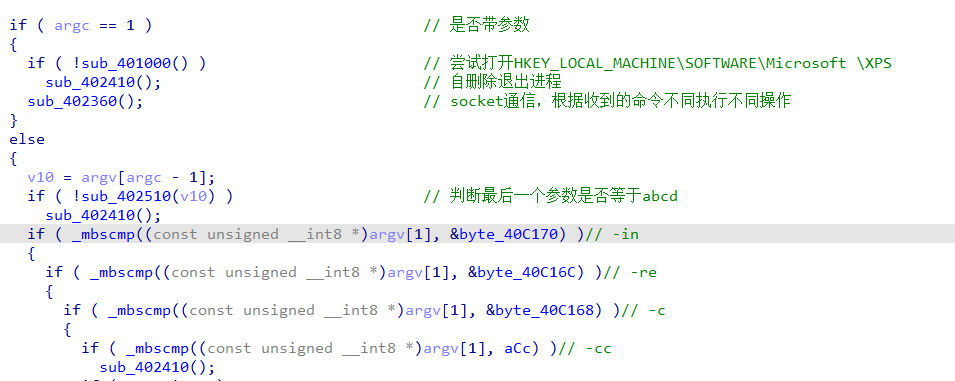 if ( argc == 1 ) // 是否带参数
{
if ( !sub_401000() ) // 尝试打开HKEY_LOCAL_MACHINE\SOFTWARE\Microsoft \XPS
sub_402410(); // 自删除退出进程
sub_402360(); // socket通信，根据收到的命令不同执行不同操作
}
else
{
v10 = argv[argc - 1];
if ( !sub_402510(v10) ) // 判断最后一个参数是否等于abcd
sub_402410();
if ( _mbscmp((const unsigned __int8 *)argv[1], &byte_40C170) )// -in
{
if ( _mbscmp((const unsigned __int8 *)argv[1], &byte_40C16C) )// -re
{
if ( _mbscmp((const unsigned __int8 *)argv[1], &byte_40C168) )// -c
{
if ( _mbscmp((const unsigned __int8 *)argv[1], aCc) )// -cc
sub_402410();